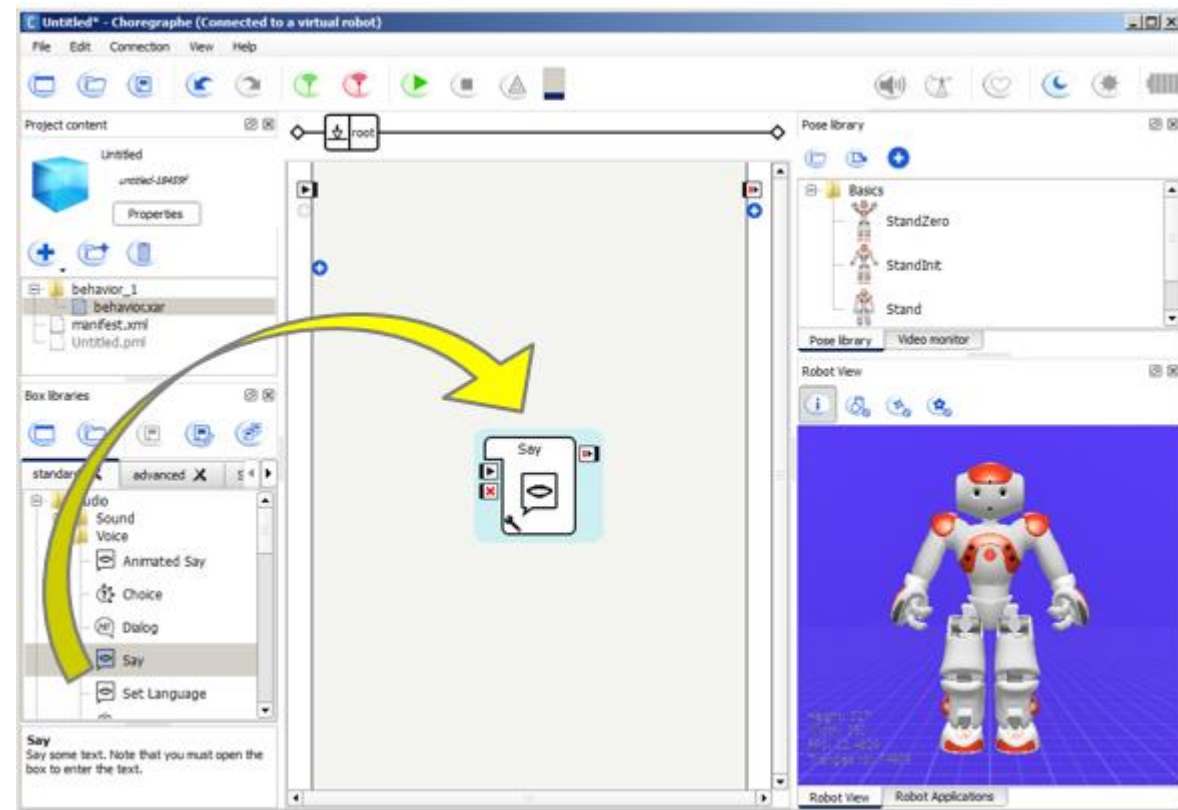 Untitled* - Choregraphe (Connected to a virtual robot)
File Edit Connection View Help
Project content
Untitled
Properties
behavior_1
behavior.xar
manifest.xml
Untitled.pml
Box libraries
standar
advanced
Sound
Voice
Animated Say
Choice
Dialog
Say
Set Language
Say
Say some text. Note that you must open the
box to enter the text.
root
Say
Pose library
Basics
StandZero
StandInit
Stand
Pose library Video monitor
Robot View
Robot View Robot Applications